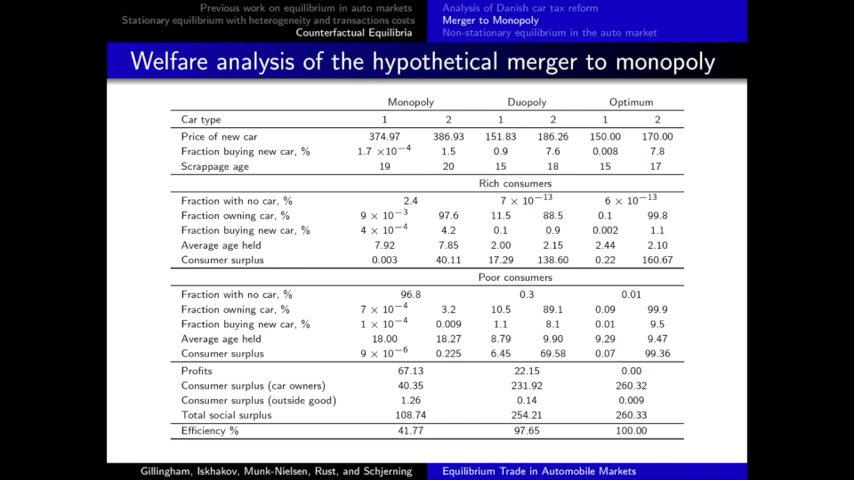 Previous work on equilibrium in auto markets
Stationary equilibrium with heterogeneity and transactions costs
Counterfactual Equilibria
Analysis of Danish car tax reform
Merger to Monopoly
Non-stationary equilibrium in the auto market
Welfare analysis of the hypothetical merger to monopoly
Monopoly Duopoly Optimum
Car type 1 2 1 2 1 2
Price of new car 374.97 386.93 151.83 186.26 150.00 170.00
Fraction buying new car, % 1.7 ×10⁻⁴ 1.5 0.9 7.6 0.008 7.8
Scrappage age 19 20 15 18 15 17
Rich consumers
Fraction with no car, % 2.4 7 × 10⁻¹³ 6 × 10⁻¹³
Fraction owning car, % 9 × 10⁻³ 97.6 11.5 88.5 0.1 99.8
Fraction buying new car, % 4 × 10⁻⁴ 4.2 0.1 0.9 0.002 1.1
Average age held 7.92 7.85 2.00 2.15 2.44 2.10
Consumer surplus 0.003 40.11 17.29 138.60 0.22 160.67
Poor consumers
Fraction with no car, % 96.8 0.3 0.01
Fraction owning car, % 7 × 10⁻⁴ 3.2 10.5 89.1 0.09 99.9
Fraction buying new car, % 1 × 10⁻⁴ 0.009 1.1 8.1 0.01 9.5
Average age held 18.00 18.27 8.79 9.90 9.29 9.47
Consumer surplus 9 × 10⁻⁶ 0.225 6.45 69.58 0.07 99.36
Profits 67.13 22.15 0.00
Consumer surplus (car owners) 40.35 231.92 260.32
Consumer surplus (outside good) 1.26 0.14 0.009
Total social surplus 108.74 254.21 260.33
Efficiency % 41.77 97.65 100.00
Gillingham, Iskhakov, Munk-Nielsen, Rust, and Schjerning
Equilibrium Trade in Automobile Markets